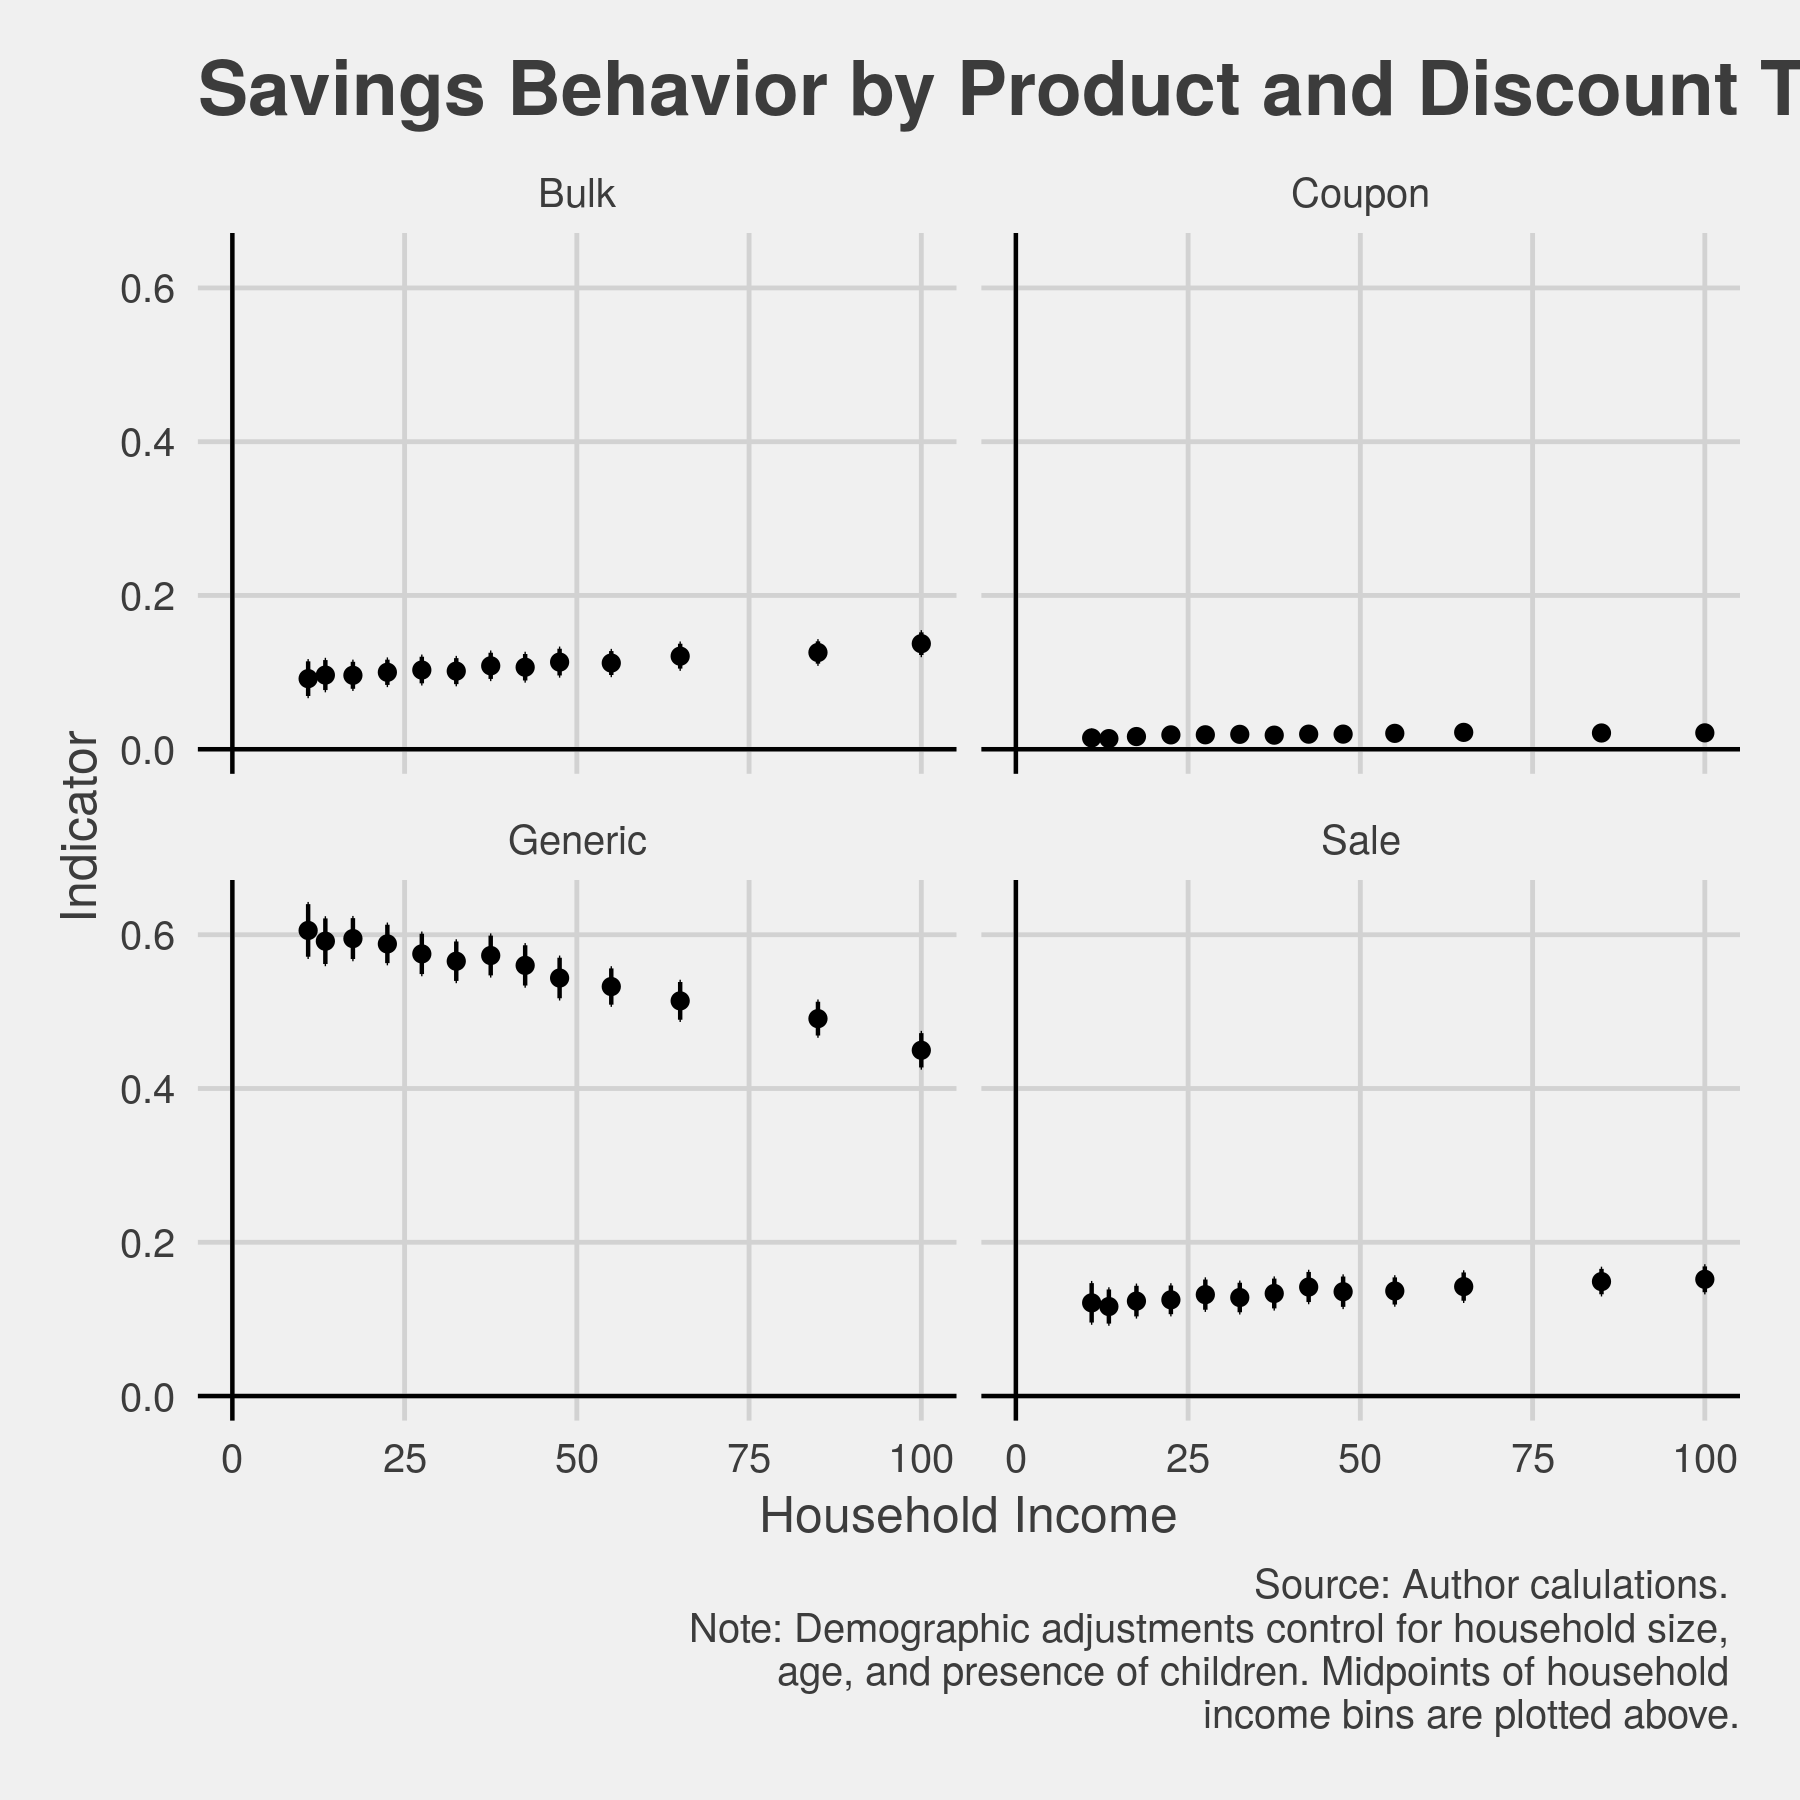 Savings Behavior by Product and Discount T
Bulk
Coupon
0.6
0.4
0.2
0.0
Indicator
Generic
Sale
0.6
0.4
0.2
0.0
0 25 50 75 100 0 25 50 75 100
Household Income
Source: Author calulations.
Note: Demographic adjustments control for household size,
age, and presence of children. Midpoints of household
income bins are plotted above.